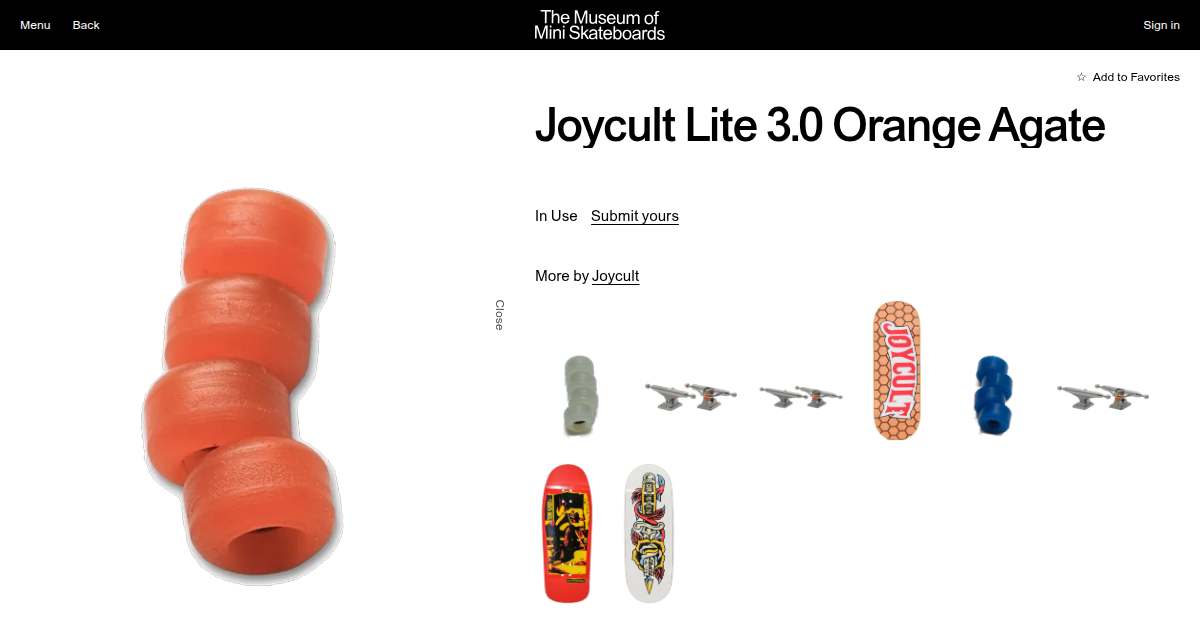 Menu
Back
The Museum of
Mini Skateboards
Sign in
☆ Add to Favorites
Joycult Lite 3.0 Orange Agate
In Use Submit yours
More by Joycult
Close
JOYCULT